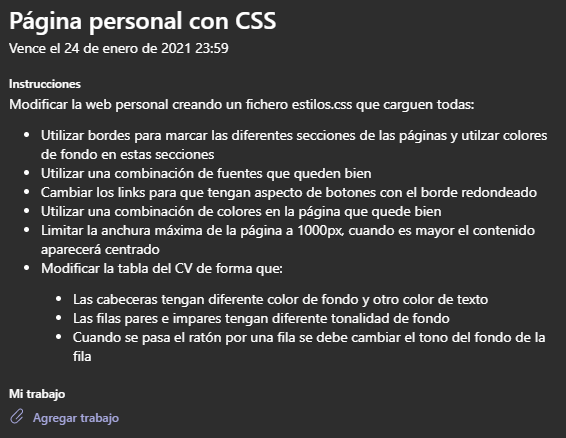 Página personal con CSS
Vence el 24 de enero de 2021 23:59
Instrucciones
Modificar la web personal creando un fichero estilos.css que carguen todas:
• Utilizar bordes para marcar las diferentes secciones de las páginas y utilzar colores
de fondo en estas secciones
• Utilizar una combinación de fuentes que queden bien
• Cambiar los links para que tengan aspecto de botones con el borde redondeado
• Utilizar una combinación de colores en la página que quede bien
• Limitar la anchura máxima de la página a 1000px, cuando es mayor el contenido
aparecerá centrado
• Modificar la tabla del CV de forma que:
• Las cabeceras tengan diferente color de fondo y otro color de texto
• Las filas pares e impares tengan diferente tonalidad de fondo
• Cuando se pasa el ratón por una fila se debe cambiar el tono del fondo de la
fila
Mi trabajo
Agregar trabajo